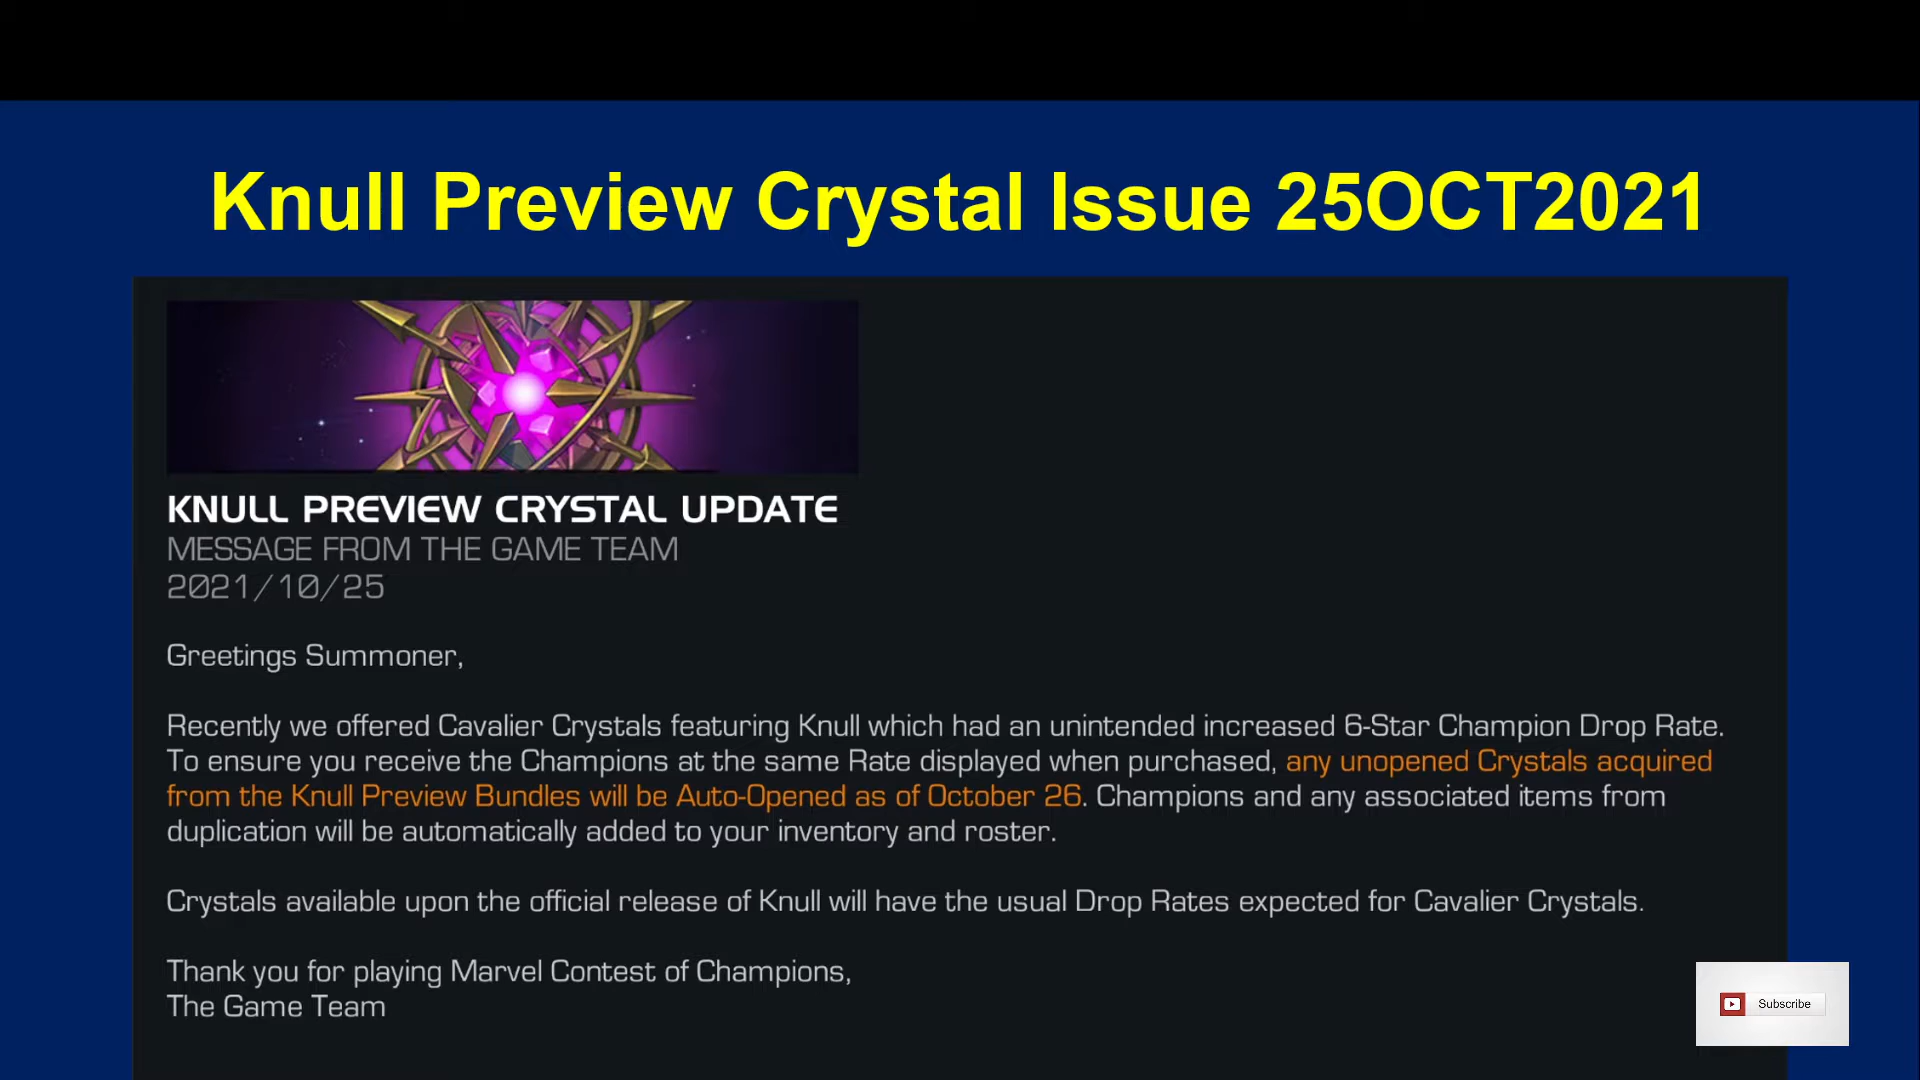 Knull Preview Crystal Issue 25OCT2021
KNULL PREVIEW CRYSTAL UPDATE
MESSAGE FROM THE GAME TEAM
2021/10/25
Greetings Summoner,
Recently we offered Cavalier Crystals featuring Knull which had an unintended increased 6-Star Champion Drop Rate.
To ensure you receive the Champions at the same Rate displayed when purchased, any unopened Crystals acquired
from the Knull Preview Bundles will be Auto-Opened as of October 26. Champions and any associated items from
duplication will be automatically added to your inventory and roster.
Crystals available upon the official release of Knull will have the usual Drop Rates expected for Cavalier Crystals.
Thank you for playing Marvel Contest of Champions,
The Game Team
Subscribe